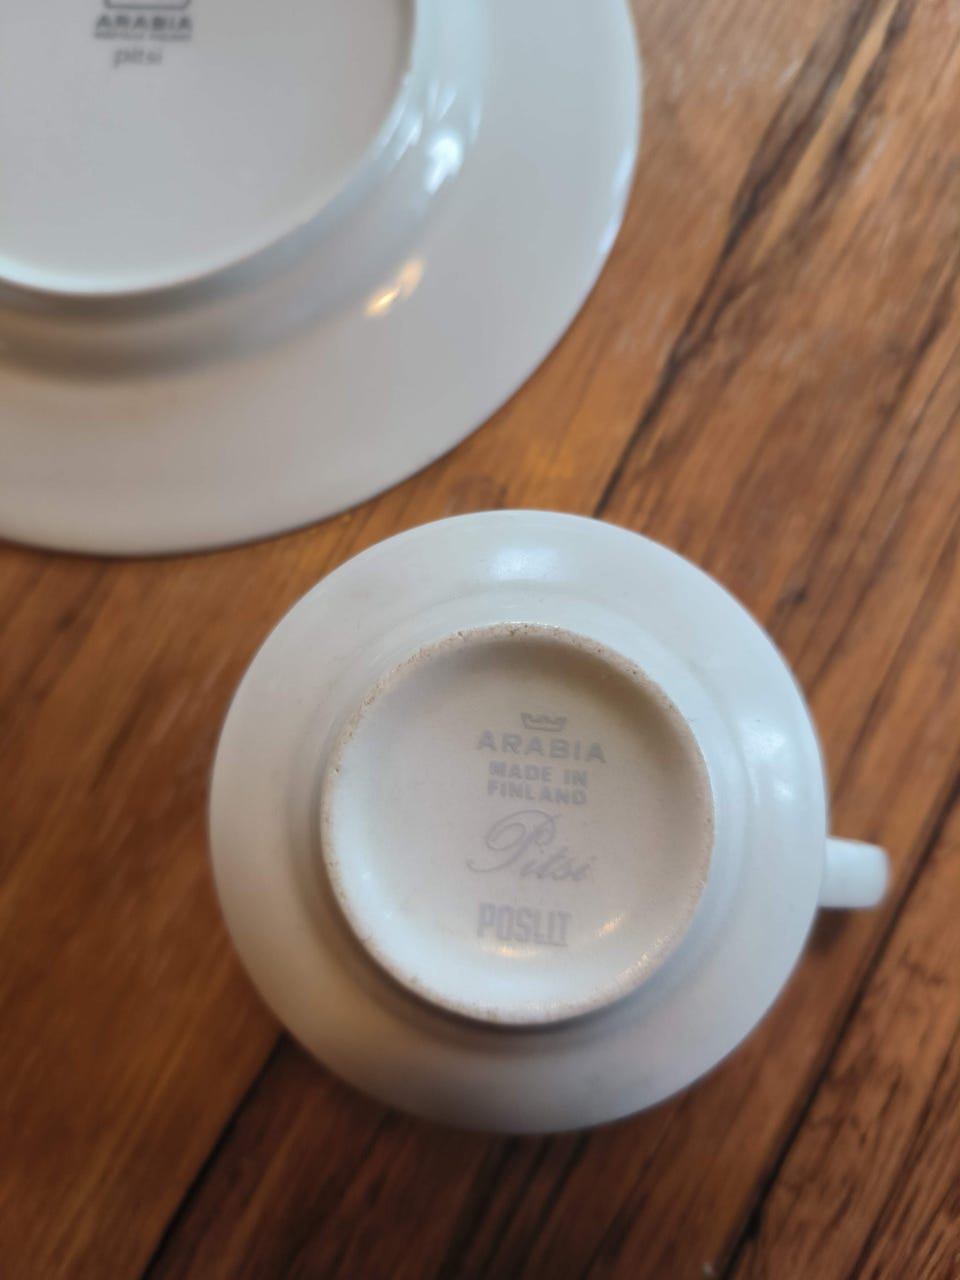 ARABIA
pitsi
ARABIA
MADE IN
FINLAND
Pitsi
POSLIT